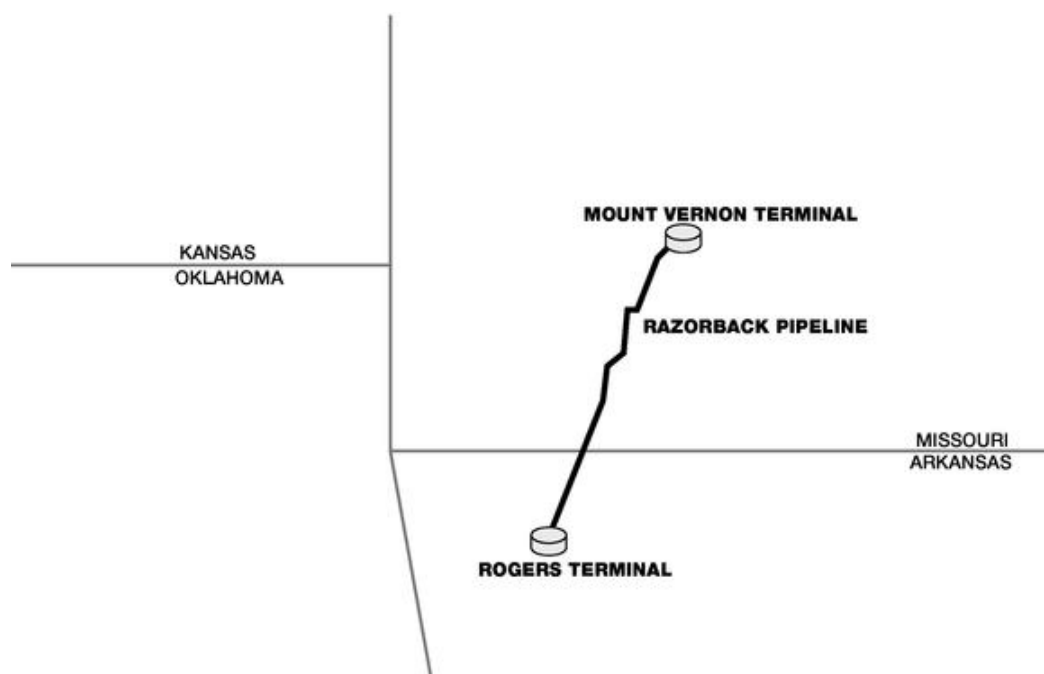 MOUNT VERNON TERMINAL
KANSAS
OKLAHOMA
RAZORBACK PIPELINE
MISSOURI
ARKANSAS
ROGERS TERMINAL